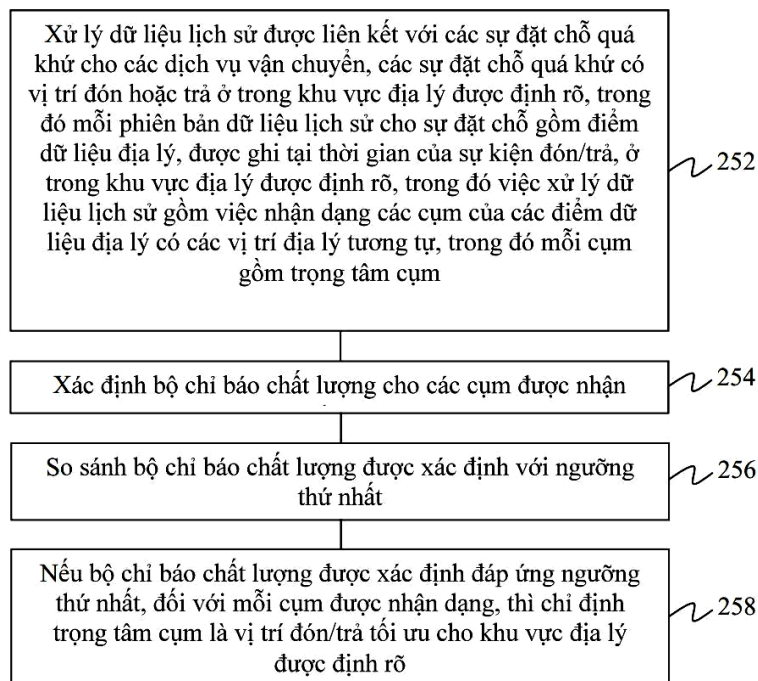 Xử lý dữ liệu lịch sử được liên kết với các sự đặt chỗ quá
khứ cho các dịch vụ vận chuyển, các sự đặt chỗ quá khứ có
vị trí đón hoặc trả ở trong khu vực địa lý được định rõ, trong
đó mỗi phiên bản dữ liệu lịch sử cho sự đặt chỗ gồm điểm
dữ liệu địa lý, được ghi tại thời gian của sự kiện đón/trả, ở
trong khu vực địa lý được định rõ, trong đó việc xử lý dữ
liệu lịch sử gồm việc nhận dạng các cụm của các điểm dữ
liệu địa lý có các vị trí địa lý tương tự, trong đó mỗi cụm
gồm trọng tâm cụm
252
Xác định bộ chỉ báo chất lượng cho các cụm được nhận
254
So sánh bộ chỉ báo chất lượng được xác định với ngưỡng
thứ nhất
256
Nếu bộ chỉ báo chất lượng được xác định đáp ứng ngưỡng
thứ nhất, đối với mỗi cụm được nhận dạng, thì chỉ định
trọng tâm cụm là vị trí đón/trả tối ưu cho khu vực địa lý
được định rõ
258